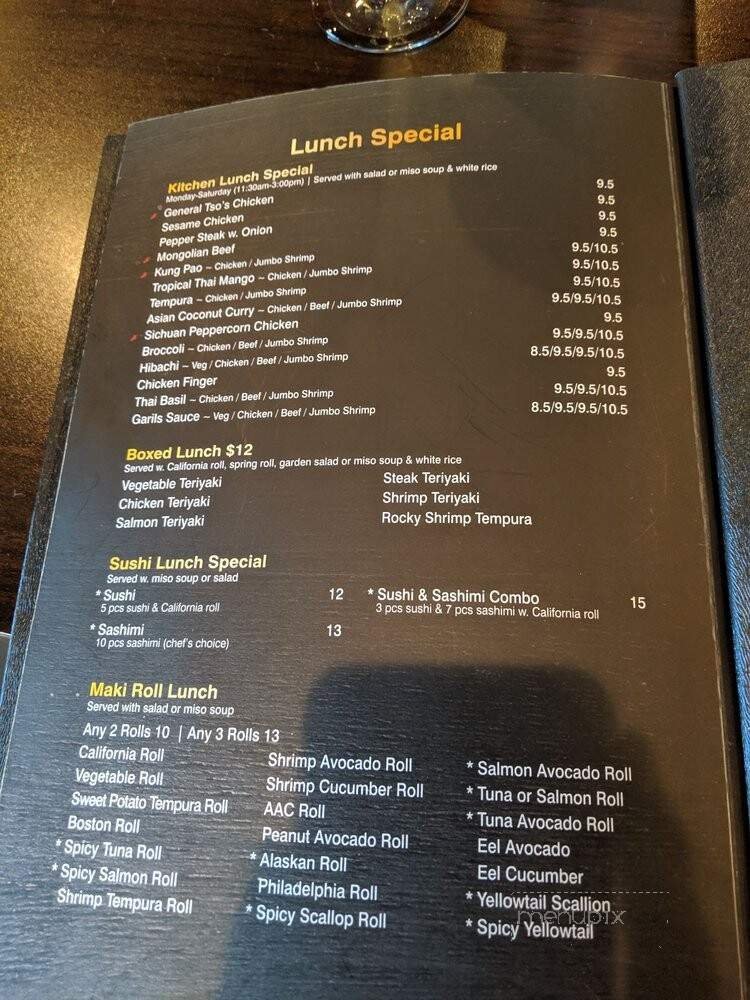 Lunch Special
Kitchen Lunch Special
Monday-Saturday (11:30am-3:00pm) | Served with salad or miso soup & white rice
General Tso's Chicken 9.5
Sesame Chicken 9.5
Pepper Steak w. Onion 9.5
Mongolian Beef 9.5
Kung Pao ~ Chicken / Jumbo Shrimp 9.5/10.5
Tropical Thai Mango ~ Chicken / Jumbo Shrimp 9.5/10.5
Tempura ~ Chicken / Jumbo Shrimp 9.5/10.5
Asian Coconut Curry ~ Chicken / Beef / Jumbo Shrimp 9.5/9.5/10.5
Sichuan Peppercorn Chicken 9.5
Broccoli ~ Chicken / Beef / Jumbo Shrimp 9.5/9.5/10.5
Hibachi ~ Veg / Chicken / Beef / Jumbo Shrimp 8.5/9.5/9.5/10.5
Chicken Finger 9.5
Thai Basil ~ Chicken / Beef / Jumbo Shrimp 9.5/9.5/10.5
Garils Sauce ~ Veg / Chicken / Beef / Jumbo Shrimp 8.5/9.5/9.5/10.5
Boxed Lunch $12
Served w. California roll, spring roll, garden salad or miso soup & white rice
Vegetable Teriyaki
Chicken Teriyaki
Salmon Teriyaki
Steak Teriyaki
Shrimp Teriyaki
Rocky Shrimp Tempura
Sushi Lunch Special
Served w. miso soup or salad
* Sushi 12
5 pcs sushi & California roll
* Sashimi 13
10 pcs sashimi (chef's choice)
* Sushi & Sashimi Combo 15
3 pcs sushi & 7 pcs sashimi w. California roll
Maki Roll Lunch
Served with salad or miso soup
Any 2 Rolls 10 | Any 3 Rolls 13
California Roll
Vegetable Roll
Sweet Potato Tempura Roll
Boston Roll
* Spicy Tuna Roll
* Spicy Salmon Roll
Shrimp Tempura Roll
Shrimp Avocado Roll
Shrimp Cucumber Roll
AAC Roll
Peanut Avocado Roll
* Alaskan Roll
Philadelphia Roll
* Spicy Scallop Roll
* Salmon Avocado Roll
* Tuna or Salmon Roll
* Tuna Avocado Roll
Eel Avocado
Eel Cucumber
* Yellowtail Scallion
* Spicy Yellowtail
menupix